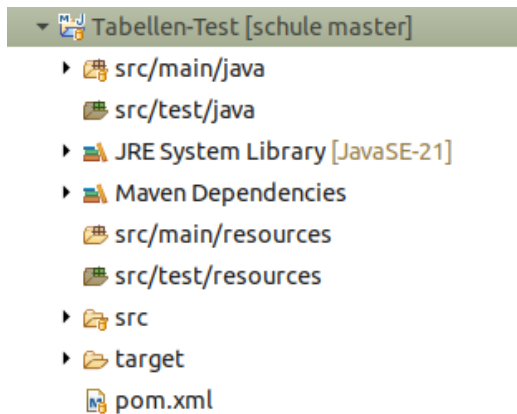 Tabellen-Test [schule master]
src/main/java
src/test/java
JRE System Library [JavaSE-21]
Maven Dependencies
src/main/resources
src/test/resources
src
target
pom.xml